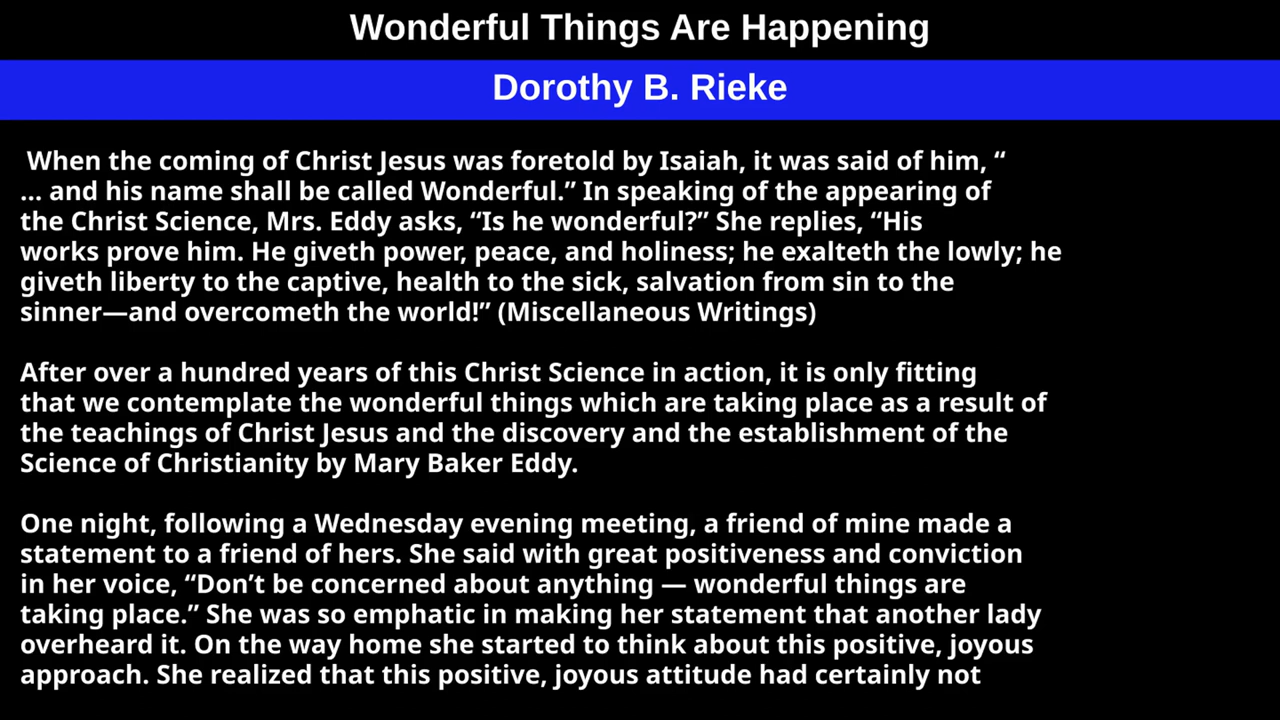 Wonderful Things Are Happening
Dorothy B. Rieke
When the coming of Christ Jesus was foretold by Isaiah, it was said of him, “
... and his name shall be called Wonderful.” In speaking of the appearing of
the Christ Science, Mrs. Eddy asks, “Is he wonderful?” She replies, “His
works prove him. He giveth power, peace, and holiness; he exalteth the lowly; he
giveth liberty to the captive, health to the sick, salvation from sin to the
sinner—and overcometh the world!” (Miscellaneous Writings)
After over a hundred years of this Christ Science in action, it is only fitting
that we contemplate the wonderful things which are taking place as a result of
the teachings of Christ Jesus and the discovery and the establishment of the
Science of Christianity by Mary Baker Eddy.
One night, following a Wednesday evening meeting, a friend of mine made a
statement to a friend of hers. She said with great positiveness and conviction
in her voice, “Don’t be concerned about anything — wonderful things are
taking place.” She was so emphatic in making her statement that another lady
overheard it. On the way home she started to think about this positive, joyous
approach. She realized that this positive, joyous attitude had certainly not